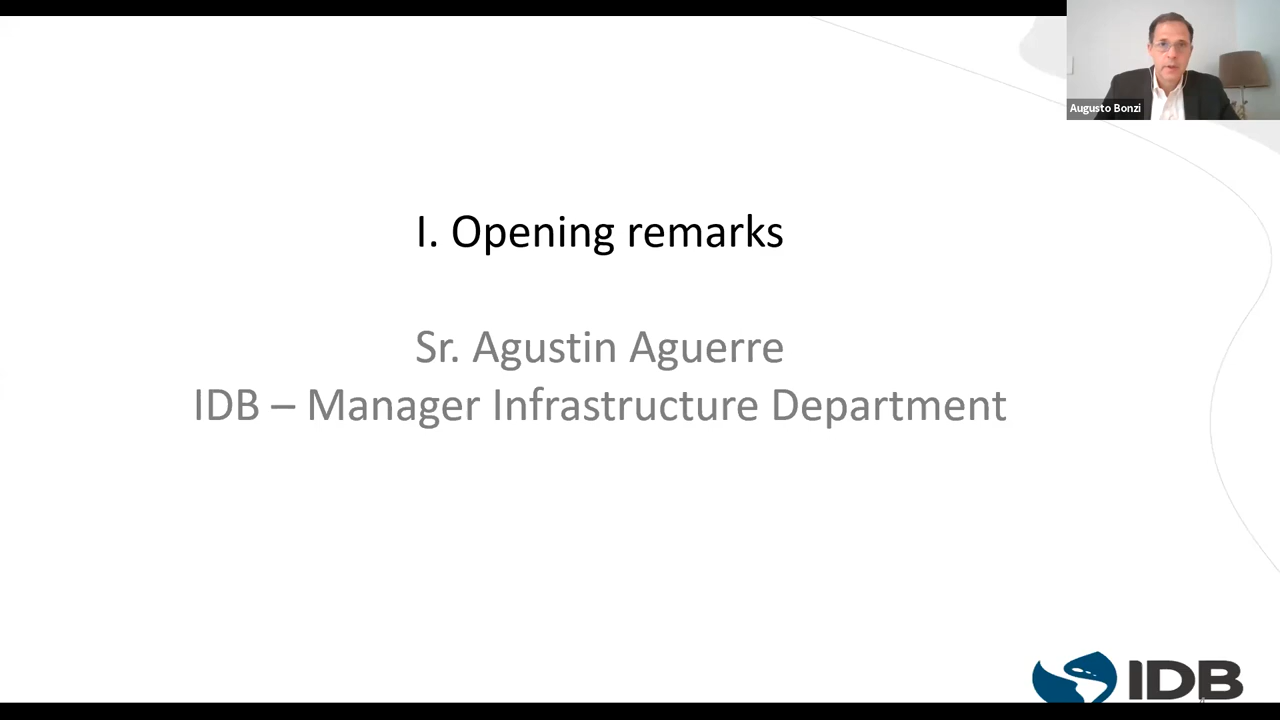 Augusto Bonzi
I. Opening remarks
Sr. Agustin Aguerre
IDB – Manager Infrastructure Department
IDB